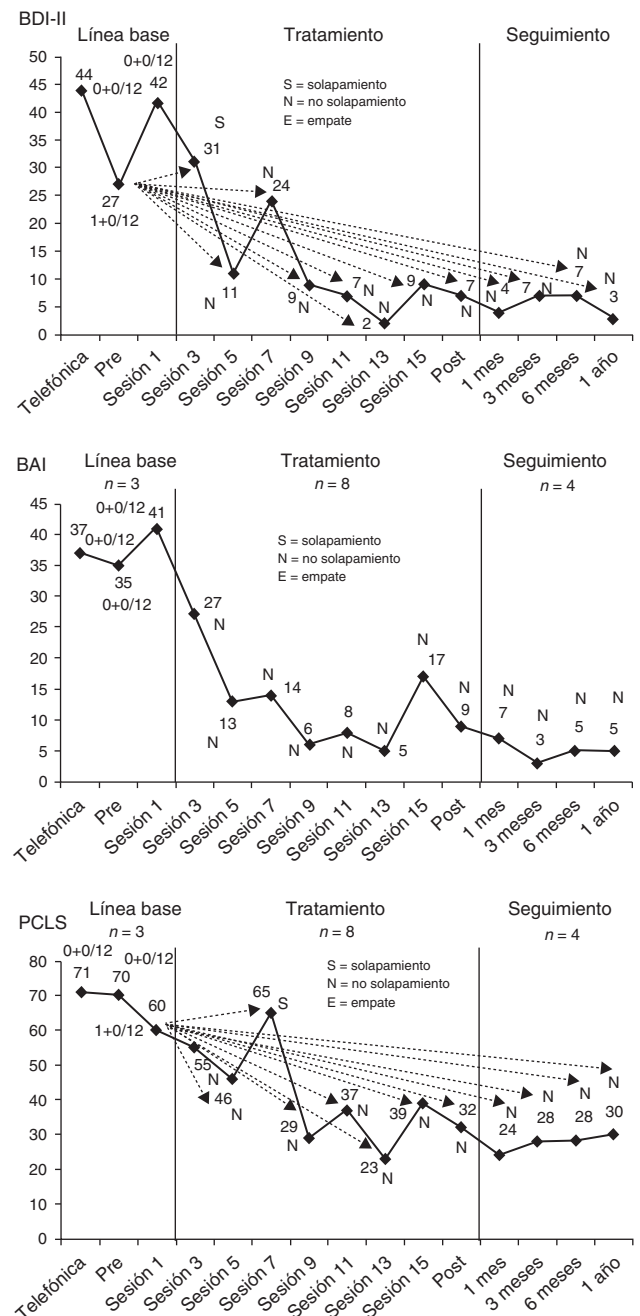 BDI-II
Línea base Tratamiento Seguimiento
50
45
40
35
30
25
20
15
10
5
0
0+0/12
44 0+0/12 42
S = solapamiento
N = no solapamiento
E = empate
S
31
N
24
27
1+0/12
11
N
9
N
7
N
2
N
9
N
7
N
N 4
7 N
N
7
N
3
Telefónica Pre Sesión 1 Sesión 3 Sesión 5 Sesión 7 Sesión 9 Sesión 11 Sesión 13 Sesión 15 Post 1 mes 3 meses 6 meses 1 año
BAI
Línea base Tratamiento Seguimiento
n = 3 n = 8 n = 4
45
40
35
30
25
20
15
10
5
0
0+0/12
37 0+0/12 41
35
0+0/12
S = solapamiento
N = no solapamiento
E = empate
27
N
13
N
N
14
6
N
8
N
N
5
N
17
N
9
N
7
N
3
N
5
N
5
Telefónica Pre Sesión 1 Sesión 3 Sesión 5 Sesión 7 Sesión 9 Sesión 11 Sesión 13 Sesión 15 Post 1 mes 3 meses 6 meses 1 año
PCLS
Línea base Tratamiento Seguimiento
n = 3 n = 8 n = 4
80
70
60
50
40
30
20
10
0
0+0/12 0+0/12
71 70
60
1+0/12
S = solapamiento
N = no solapamiento
E = empate
65
S
55
N
46
N
29
N
37
N
23
N
39
N
32
N
N
24
N
28
N
28
N
30
Telefónica Pre Sesión 1 Sesión 3 Sesión 5 Sesión 7 Sesión 9 Sesión 11 Sesión 13 Sesión 15 Post 1 mes 3 meses 6 meses 1 año